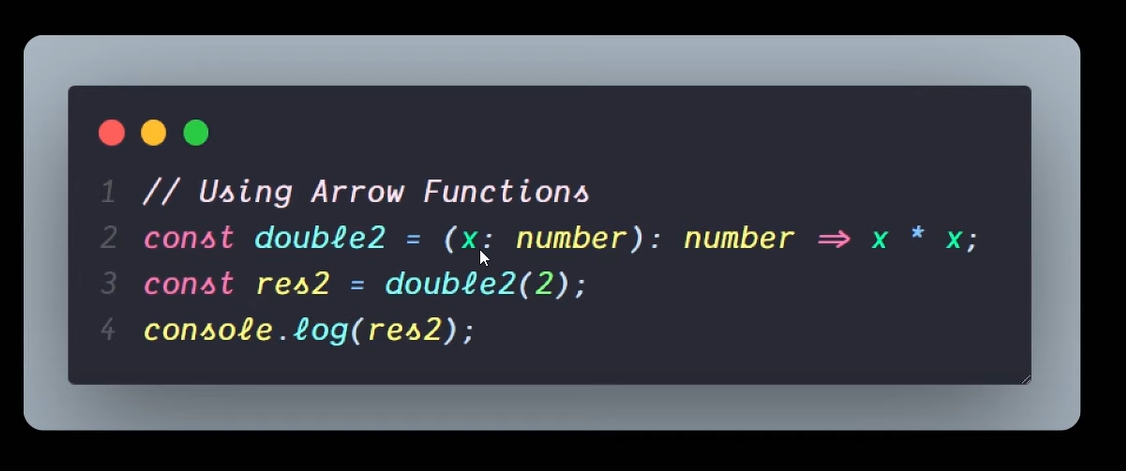 1 // Using Arrow Functions
2 const double2 = (x: number): number => x * x;
3 const res2 = double2(2);
4 console.log(res2);